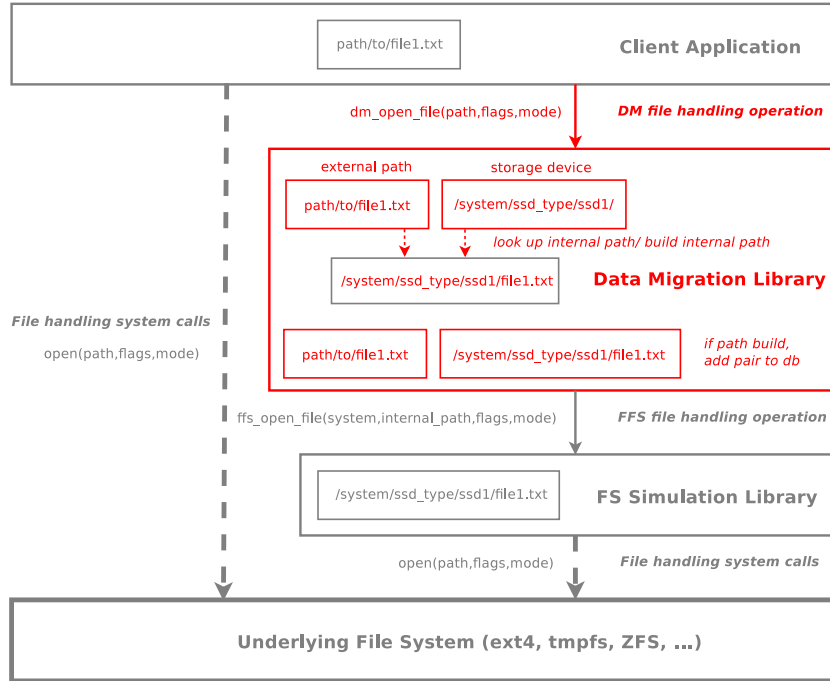 path/to/file1.txt
Client Application
dm_open_file(path,flags,mode)
DM file handling operation
external path
storage device
path/to/file1.txt
/system/ssd_type/ssd1/
look up internal path/ build internal path
/system/ssd_type/ssd1/file1.txt
Data Migration Library
File handling system calls
open(path,flags,mode)
path/to/file1.txt
/system/ssd_type/ssd1/file1.txt
if path build,
add pair to db
ffs_open_file(system,internal_path,flags,mode)
FFS file handling operation
/system/ssd_type/ssd1/file1.txt
FS Simulation Library
open(path,flags,mode)
File handling system calls
Underlying File System (ext4, tmpfs, ZFS, ...)